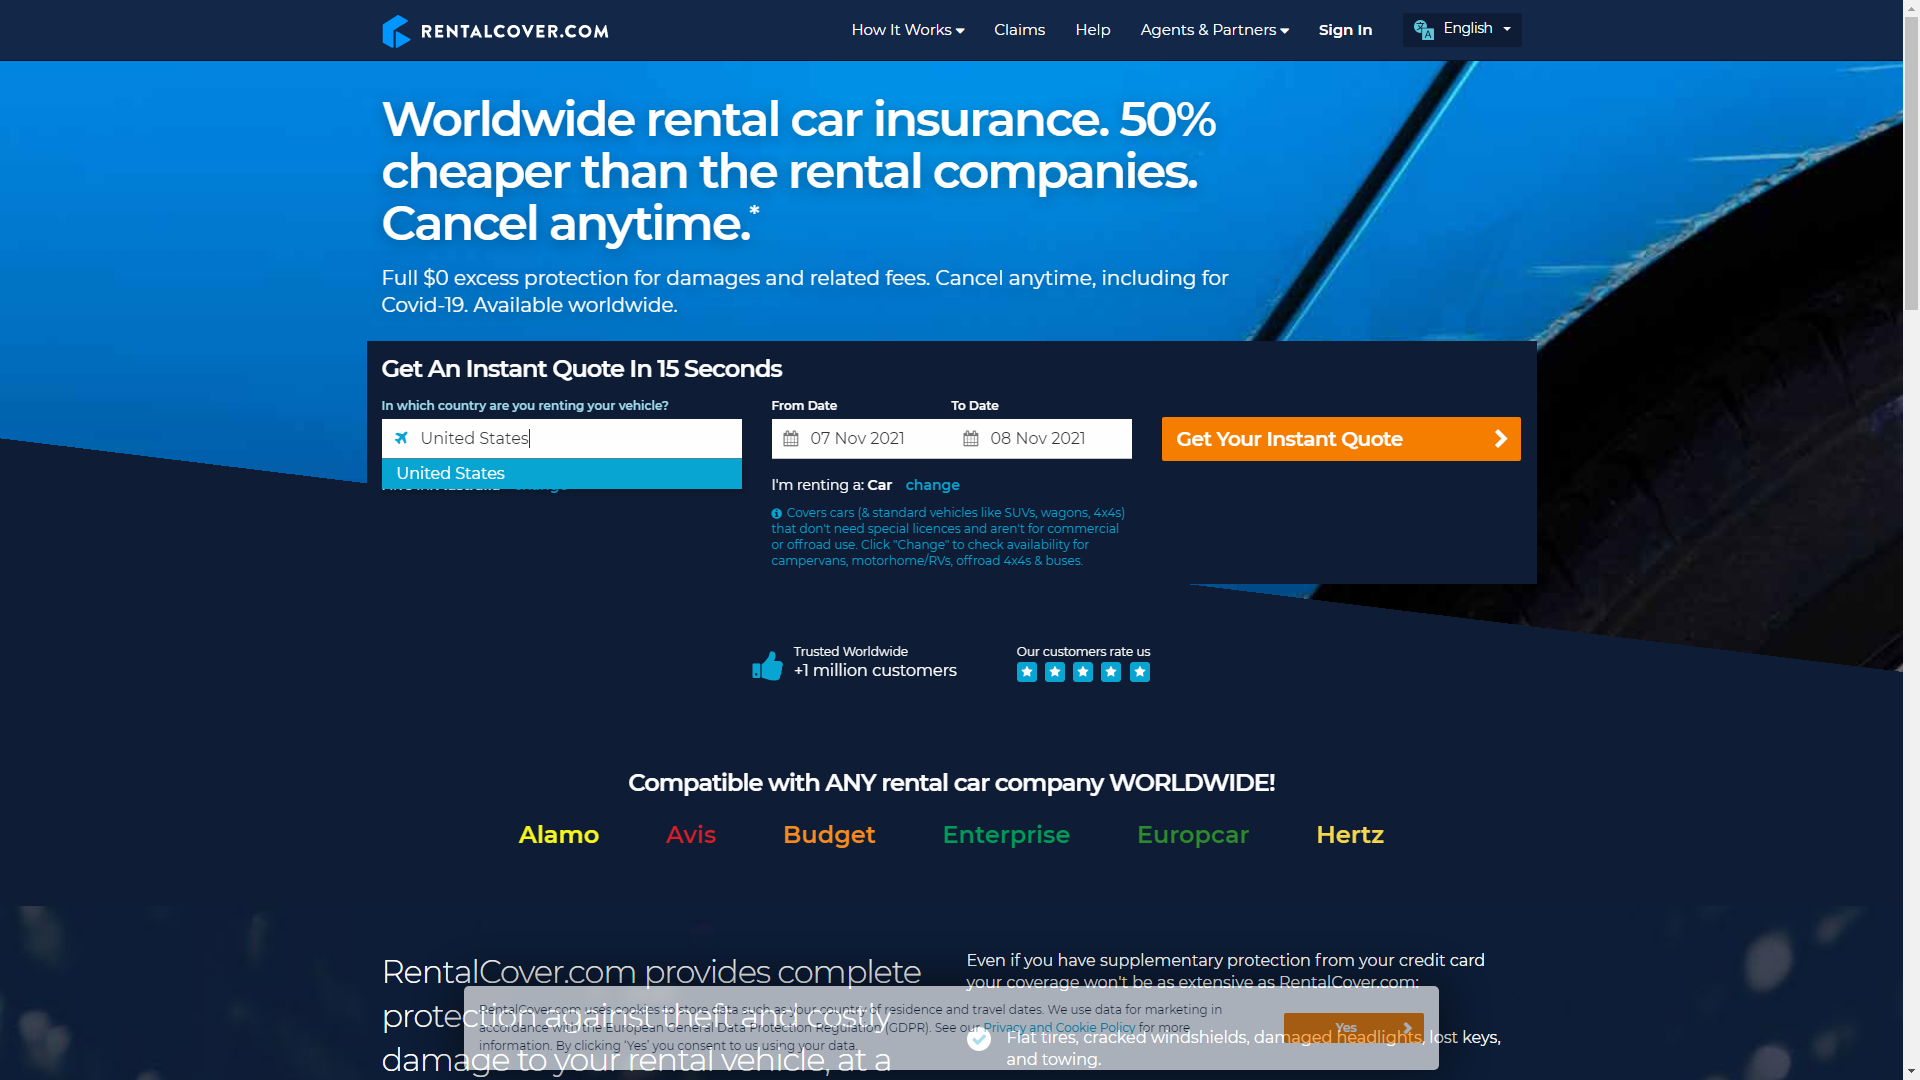 RENTALCOVER.COM
How It Works
Claims
Help
Agents & Partners
Sign In
English
Worldwide rental car insurance. 50%
cheaper than the rental companies.
Cancel anytime.*
Full $0 excess protection for damages and related fees. Cancel anytime, including for
Covid-19. Available worldwide.
Get An Instant Quote In 15 Seconds
In which country are you renting your vehicle?
United States
United States
From Date
To Date
07 Nov 2021
08 Nov 2021
Get Your Instant Quote
I'm renting a: Car change
Covers cars (& standard vehicles like SUVs, wagons, 4x4s)
that don't need special licences and aren't for commercial
or offroad use. Click "Change" to check availability for
campervans, motorhome/RVs, offroad 4x4s & buses.
Trusted Worldwide
+1 million customers
Our customers rate us
Compatible with ANY rental car company WORLDWIDE!
Alamo
Avis
Budget
Enterprise
Europcar
Hertz
RentalCover.com provides complete
protection against theft and costly
damage to your rental vehicle, at a
Even if you have supplementary protection from your credit card
your coverage won't be as extensive as RentalCover.com:
Flat tires, cracked windshields, damaged headlights, lost keys,
and towing.
RentalCover.com uses cookies to store data such as your country of residence and travel dates. We use data for marketing in
accordance with the European General Data Protection Regulation (GDPR). See our Privacy and Cookie Policy for more
information. By clicking ‘Yes’ you consent to us using your data.
Yes